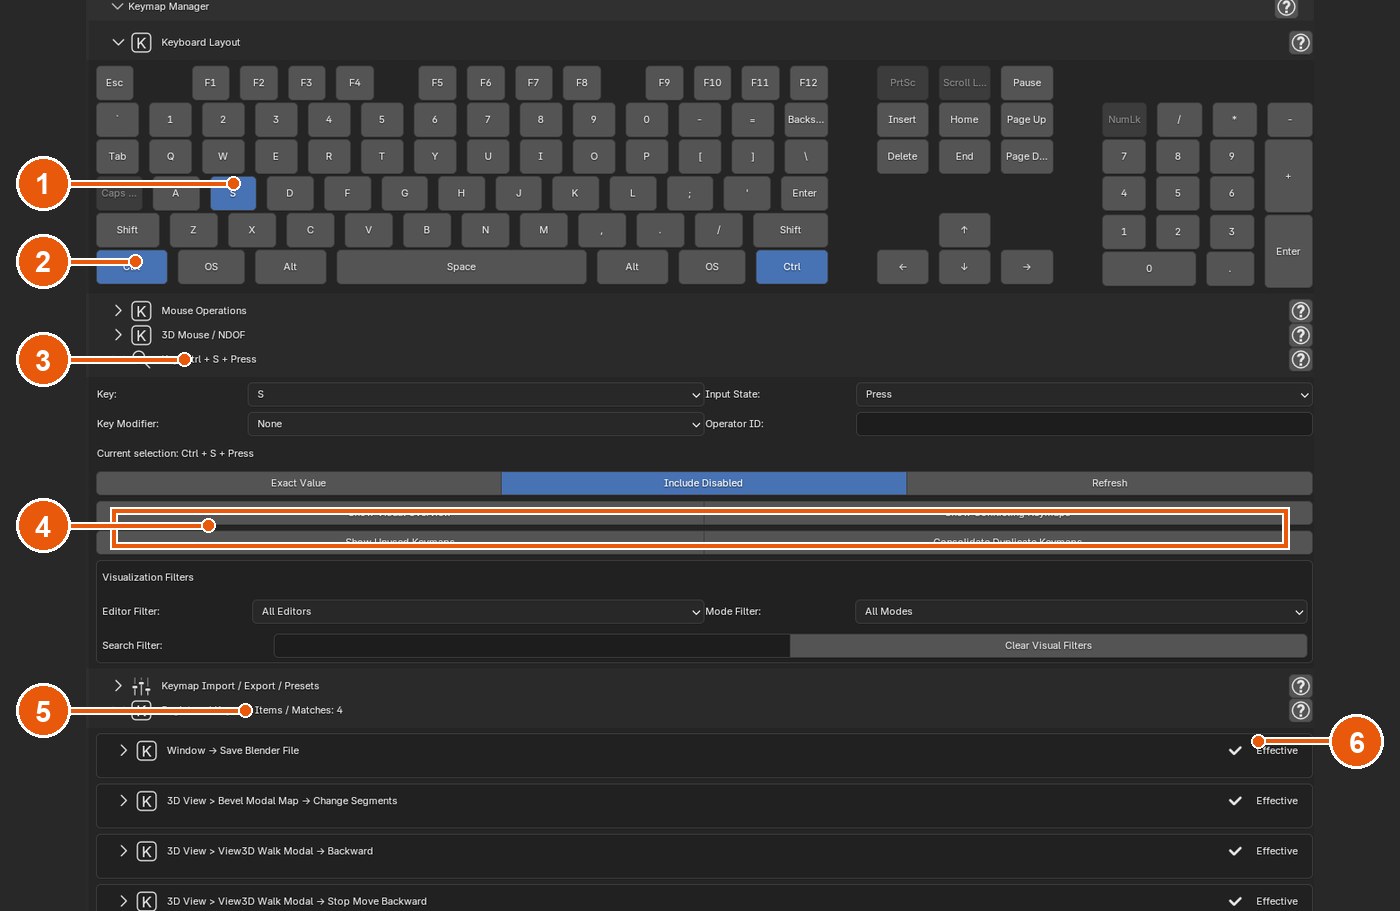 Keymap Manager ?
K Keyboard Layout ?
Esc F1 F2 F3 F4 F5 F6 F7 F8 F9 F10 F11 F12 PrtSc Scroll L... Pause
` 1 2 3 4 5 6 7 8 9 0 - = Backs... Insert Home Page Up NumLk / * -
Tab Q W E R T Y U I O P [ ] \ Delete End Page D... 7 8 9 +
1 Caps ... A S D F G H J K L ; ' Enter 4 5 6
Shift Z X C V B N M , . / Shift ↑ 1 2 3 Enter
2 OS Alt Space Alt OS Ctrl ← ↓ → 0 .
K Mouse Operations ?
K 3D Mouse / NDOF ?
3 + S + Press ?
Key: S Input State: Press
Key Modifier: None Operator ID:
Current selection: Ctrl + S + Press
Exact Value Include Disabled Refresh
4
Show Unused Keymaps Consolidate Duplicate Keymaps
Visualization Filters
Editor Filter: All Editors Mode Filter: All Modes
Search Filter: Clear Visual Filters
Keymap Import / Export / Presets ?
5 Items / Matches: 4 ?
6
K Window → Save Blender File Effective
K 3D View > Bevel Modal Map → Change Segments Effective
K 3D View > View3D Walk Modal → Backward Effective
K 3D View > View3D Walk Modal → Stop Move Backward Effective